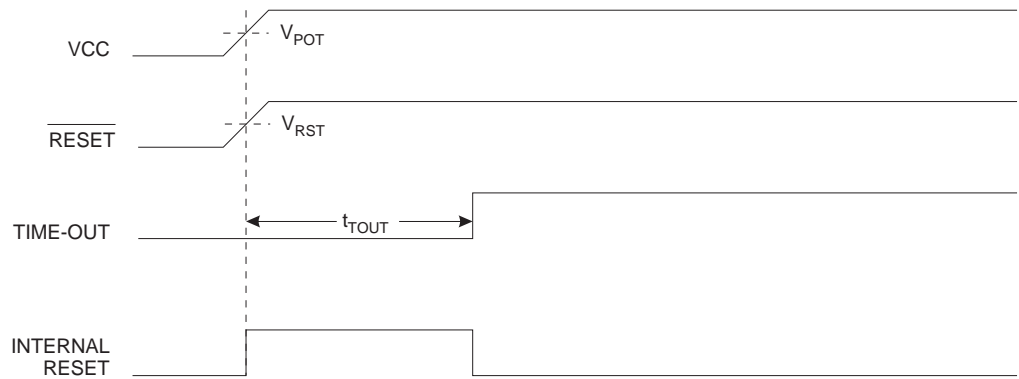 VCC
VPOT
RESET
VRST
TIME-OUT
tTOUT
INTERNAL
RESET